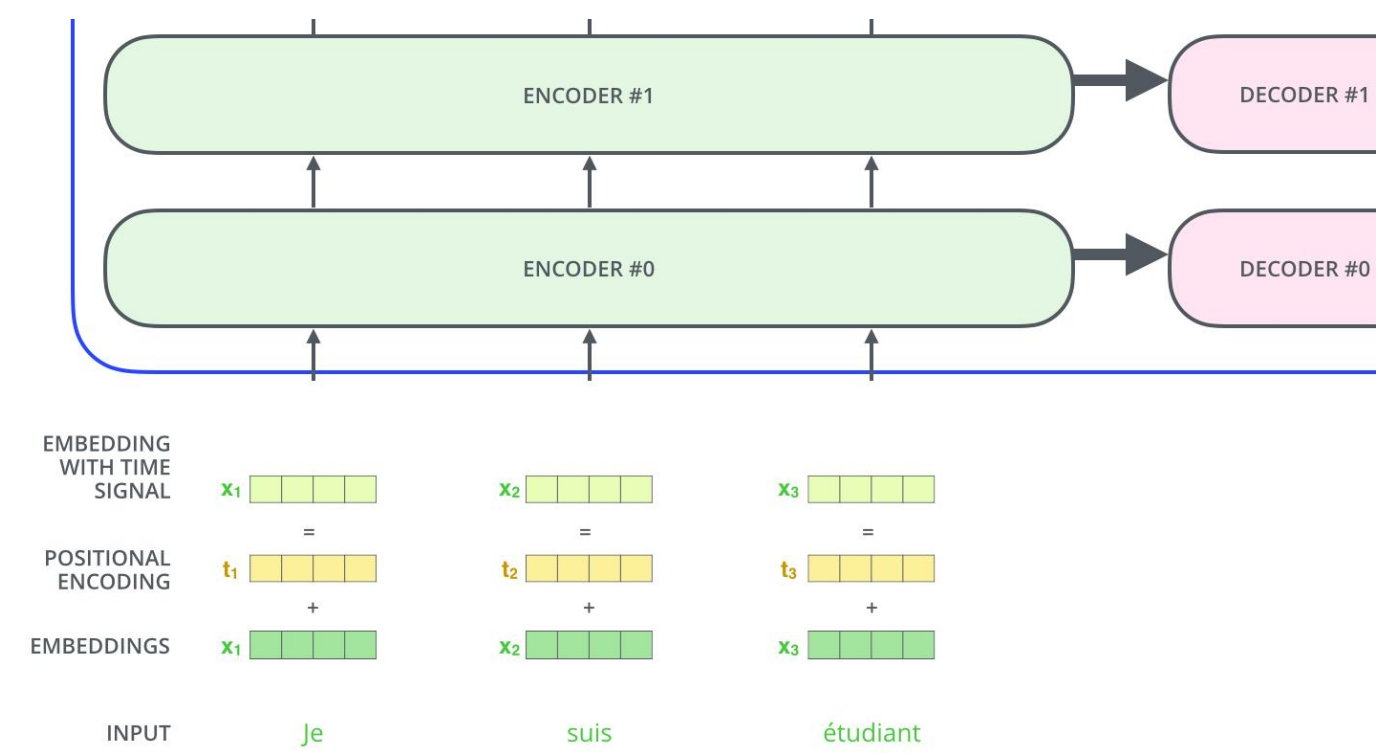 ENCODER #1
DECODER #1
ENCODER #0
DECODER #0
EMBEDDING
WITH TIME
SIGNAL
x₁
x₂
x₃
=
=
=
POSITIONAL
ENCODING
t₁
t₂
t₃
+
+
+
EMBEDDINGS
x₁
x₂
x₃
INPUT
Je
suis
étudiant